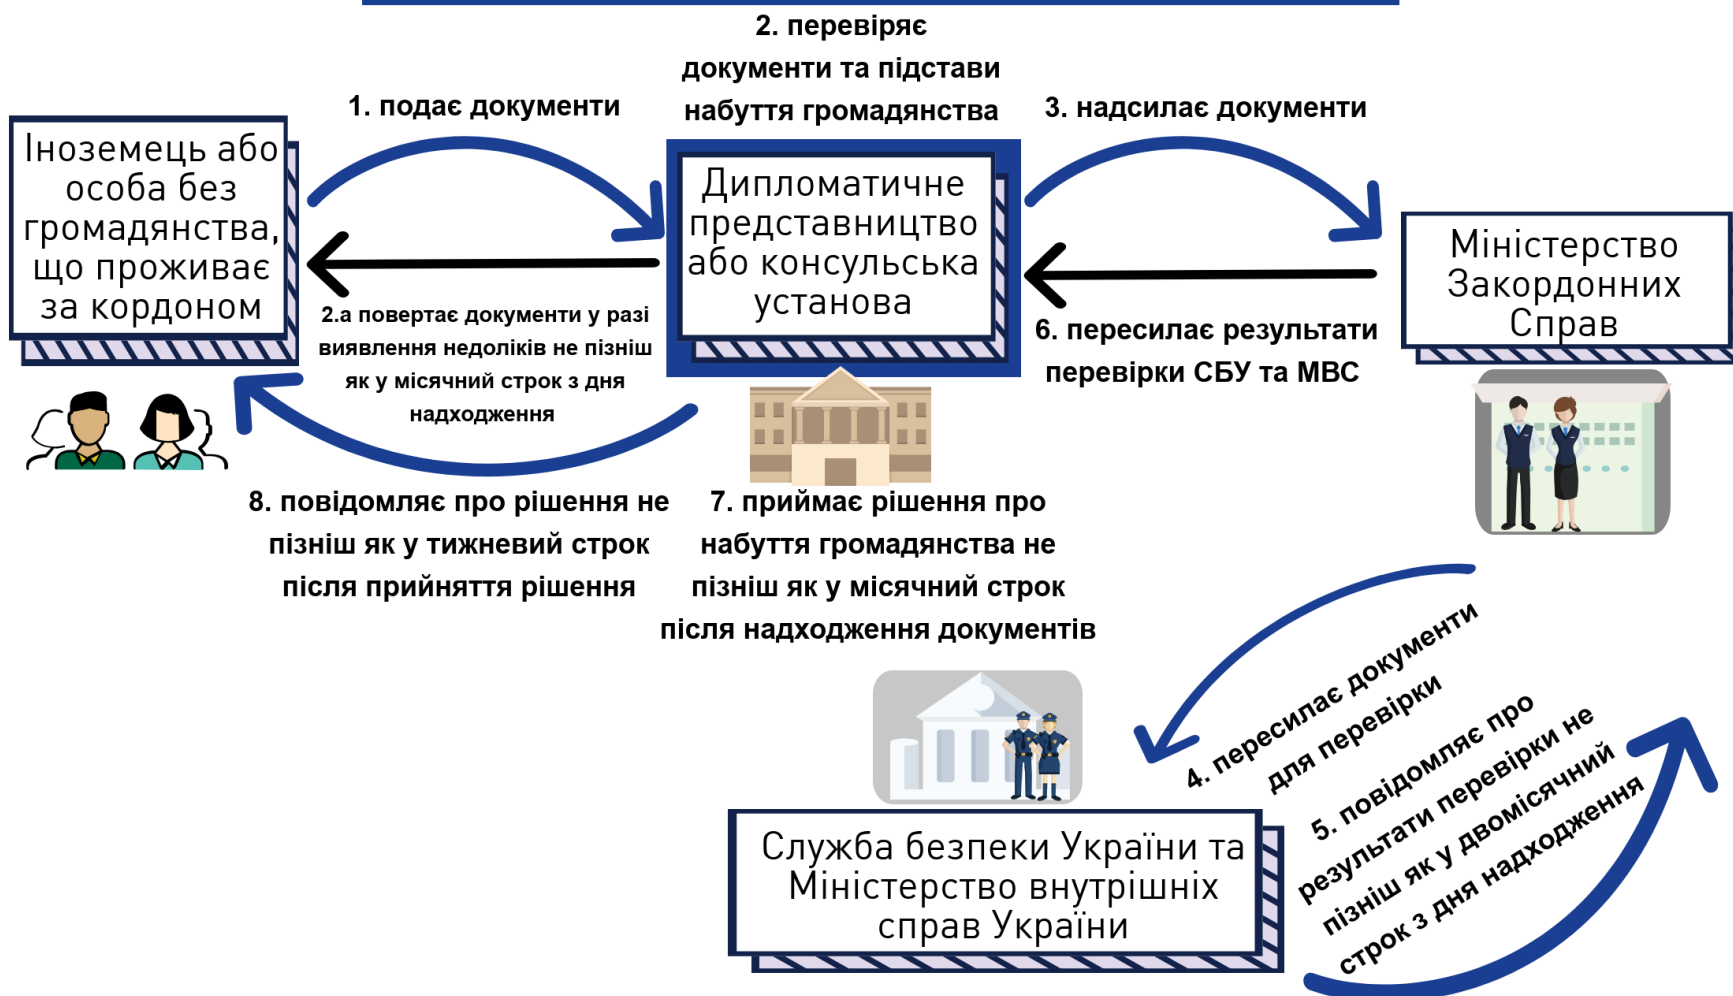 2. перевіряє
документи та підстави
набуття громадянства
1. подає документи
3. надсилає документи
Іноземець або
особа без
громадянства,
що проживає
за кордоном
Дипломатичне
представництво
або консульська
установа
Міністерство
Закордонних
Справ
2.а повертає документи у разі
виявлення недоліків не пізніш
як у місячний строк з дня
надходження
6. пересилає результати
перевірки СБУ та МВС
8. повідомляє про рішення не
пізніш як у тижневий строк
після прийняття рішення
7. приймає рішення про
набуття громадянства не
пізніш як у місячний строк
після надходження документів
4. пересилає документи
для перевірки
5. повідомляє про
результати перевірки не
пізніш як у двомісячний
строк з дня надходження
Служба безпеки України та
Міністерство внутрішніх
справ України